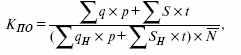 K_ПО = (∑q × p + ∑S × t) / ((∑q_H × p + ∑S_H × t) × N̅),